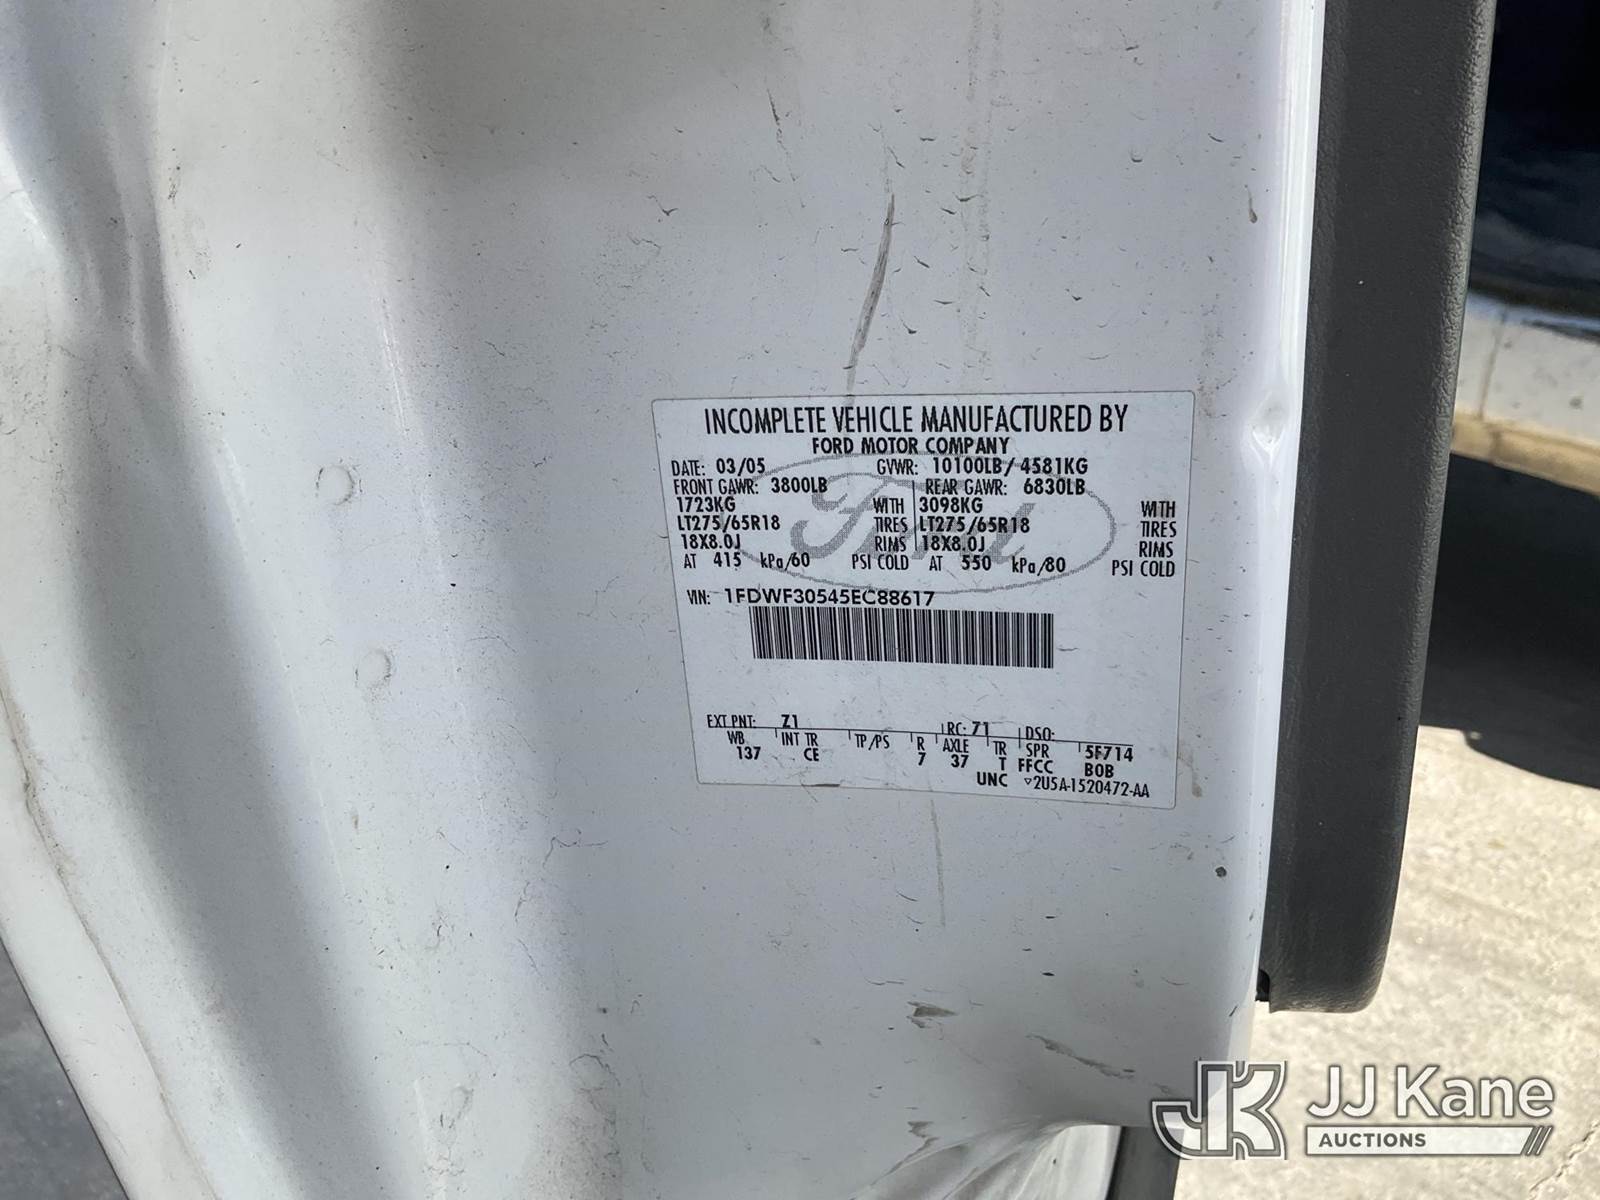 INCOMPLETE VEHICLE MANUFACTURED BY
FORD MOTOR COMPANY
DATE: 03/05 GVWR: 10100LB/ 4581KG
FRONT GAWR: 3800LB REAR GAWR: 6830LB
1723KG WITH 3098KG WITH
LT275/65R18 TIRES LT275/65R18 TIRES
18X8.0J RIMS 18X8.0J RIMS
AT 415 kPa/60 PSI COLD AT 550 kPa/80 PSI COLD
VIN: 1FDWF30545EC88617
EXT PNT: Z1 RC: 71 DSO:
WB INT TR TP/PS R AXLE TR SPR 5F714
137 CE 7 37 T FFCC B0B
UNC ▽2U5A-1520472-AA
Ford
JK JJ Kane
AUCTIONS